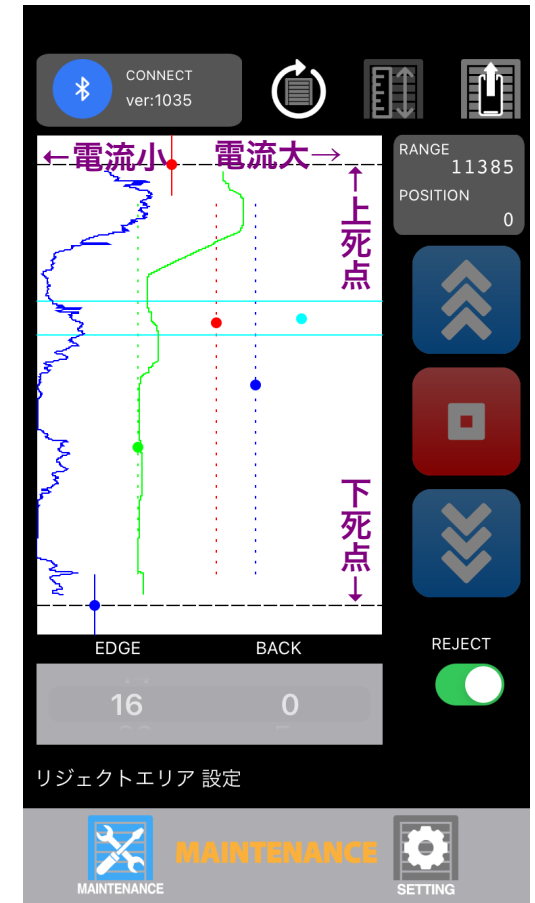 CONNECT
ver:1035
←電流小 電流大→
RANGE
11385
POSITION
0
↑上死点
下死点↓
EDGE BACK
REJECT
16 0
リジェクトエリア 設定
MAINTENANCE
MAINTENANCE
SETTING